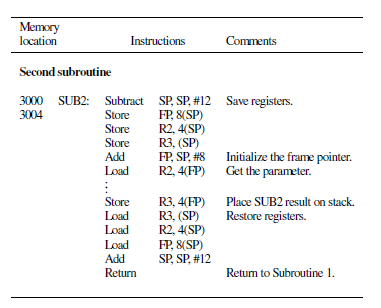 Memory
location Instructions Comments
Second subroutine
3000 SUB2: Subtract SP, SP, #12 Save registers.
3004 Store FP, 8(SP)
Store R2, 4(SP)
Store R3, (SP)
Add FP, SP, #8 Initialize the frame pointer.
Load R2, 4(FP) Get the parameter.
⋮
Store R3, 4(FP) Place SUB2 result on stack.
Load R3, (SP) Restore registers.
Load R2, 4(SP)
Load FP, 8(SP)
Add SP, SP, #12
Return Return to Subroutine 1.